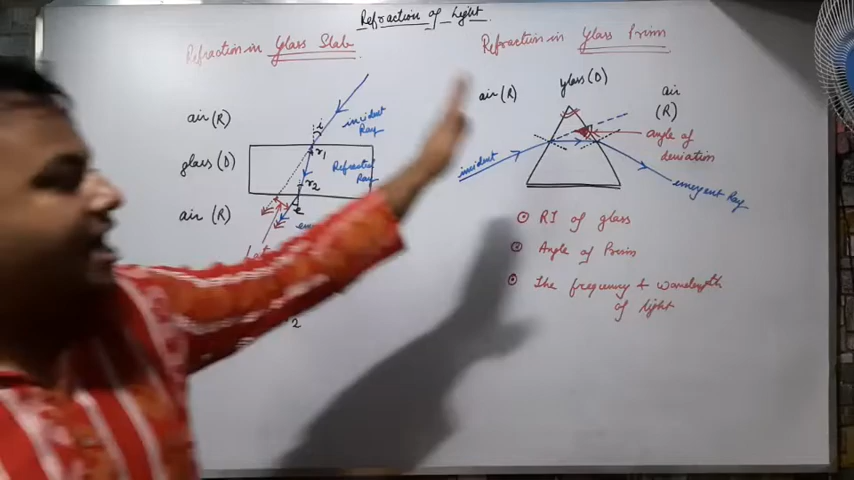 Refraction of Light
Refraction in Glass Slab
air (R)
i
incident
Ray
glass (D)
r1
Refracted
Ray
r2
air (R)
e
2
Refraction in Glass Prism
air (R)
glass (D)
air
(R)
incident
angle of
deviation
emergent Ray
⊙ RI of glass
⊙ Angle of Prism
⊙ The frequency + wavelength
of light